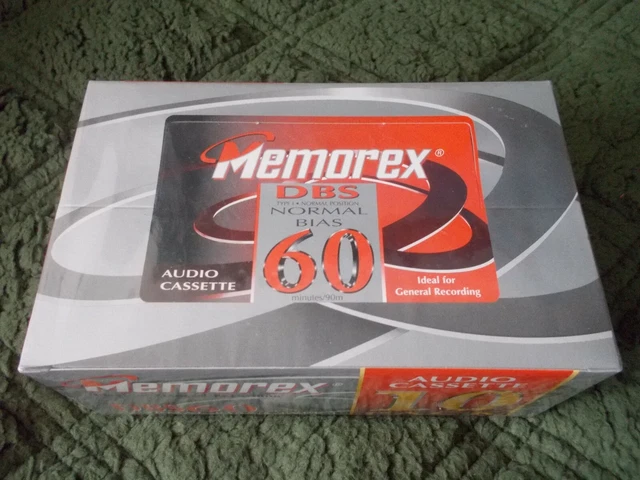 Memorex®
DBS
TYPE I • NORMAL POSITION
NORMAL
BIAS
60
minutes/90m
AUDIO
CASSETTE
Ideal for
General Recording
Memorex
AUDIO
CASSETTE
10